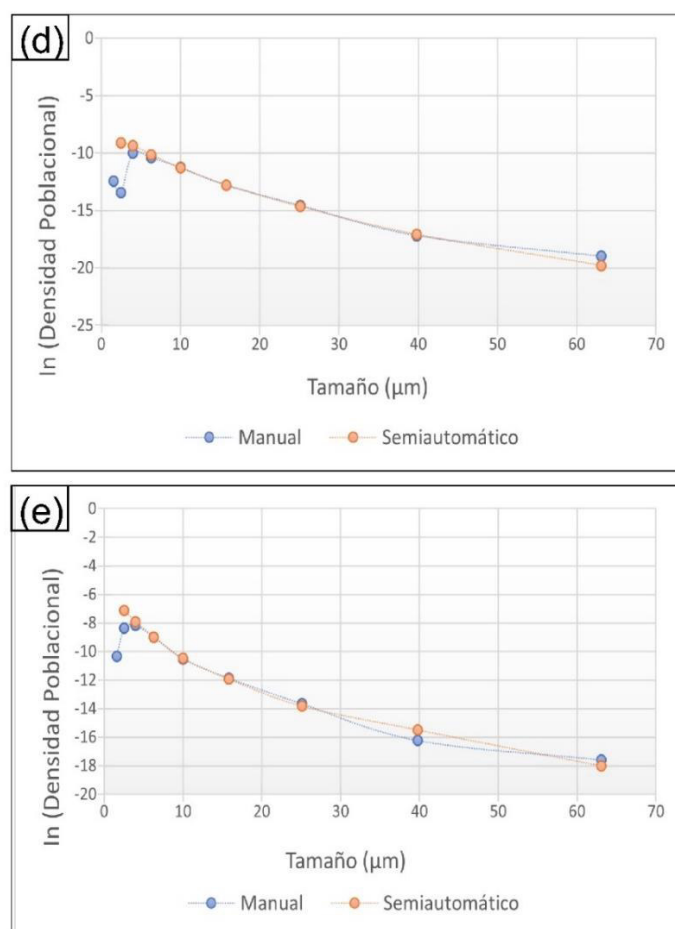 (d)
0
-5
-10
-15
-20
-25
ln (Densidad Poblacional)
0 10 20 30 40 50 60 70
Tamaño (µm)
Manual Semiautomático
(e)
0
-2
-4
-6
-8
-10
-12
-14
-16
-18
-20
ln (Densidad Poblacional)
0 10 20 30 40 50 60 70
Tamaño (µm)
Manual Semiautomático